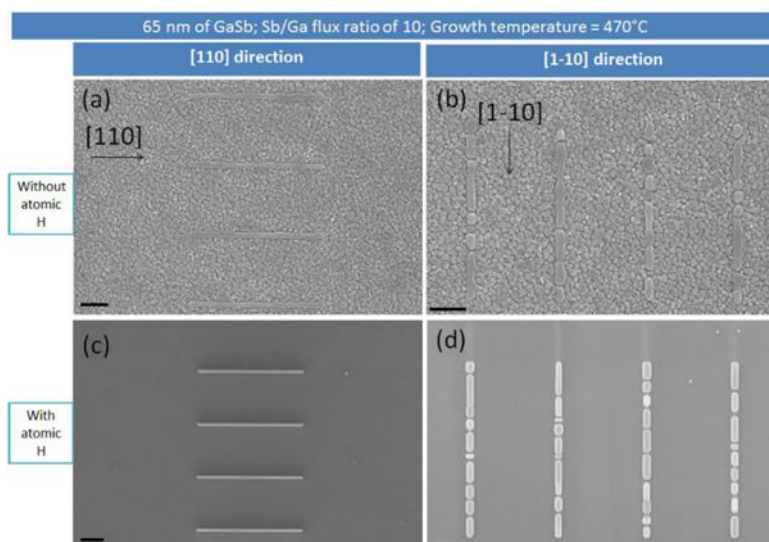 65 nm of GaSb; Sb/Ga flux ratio of 10; Growth temperature = 470°C
[110] direction
[1-10] direction
(a)
[110]
(b)
[1-10]
Without
atomic
H
(c)
(d)
With
atomic
H